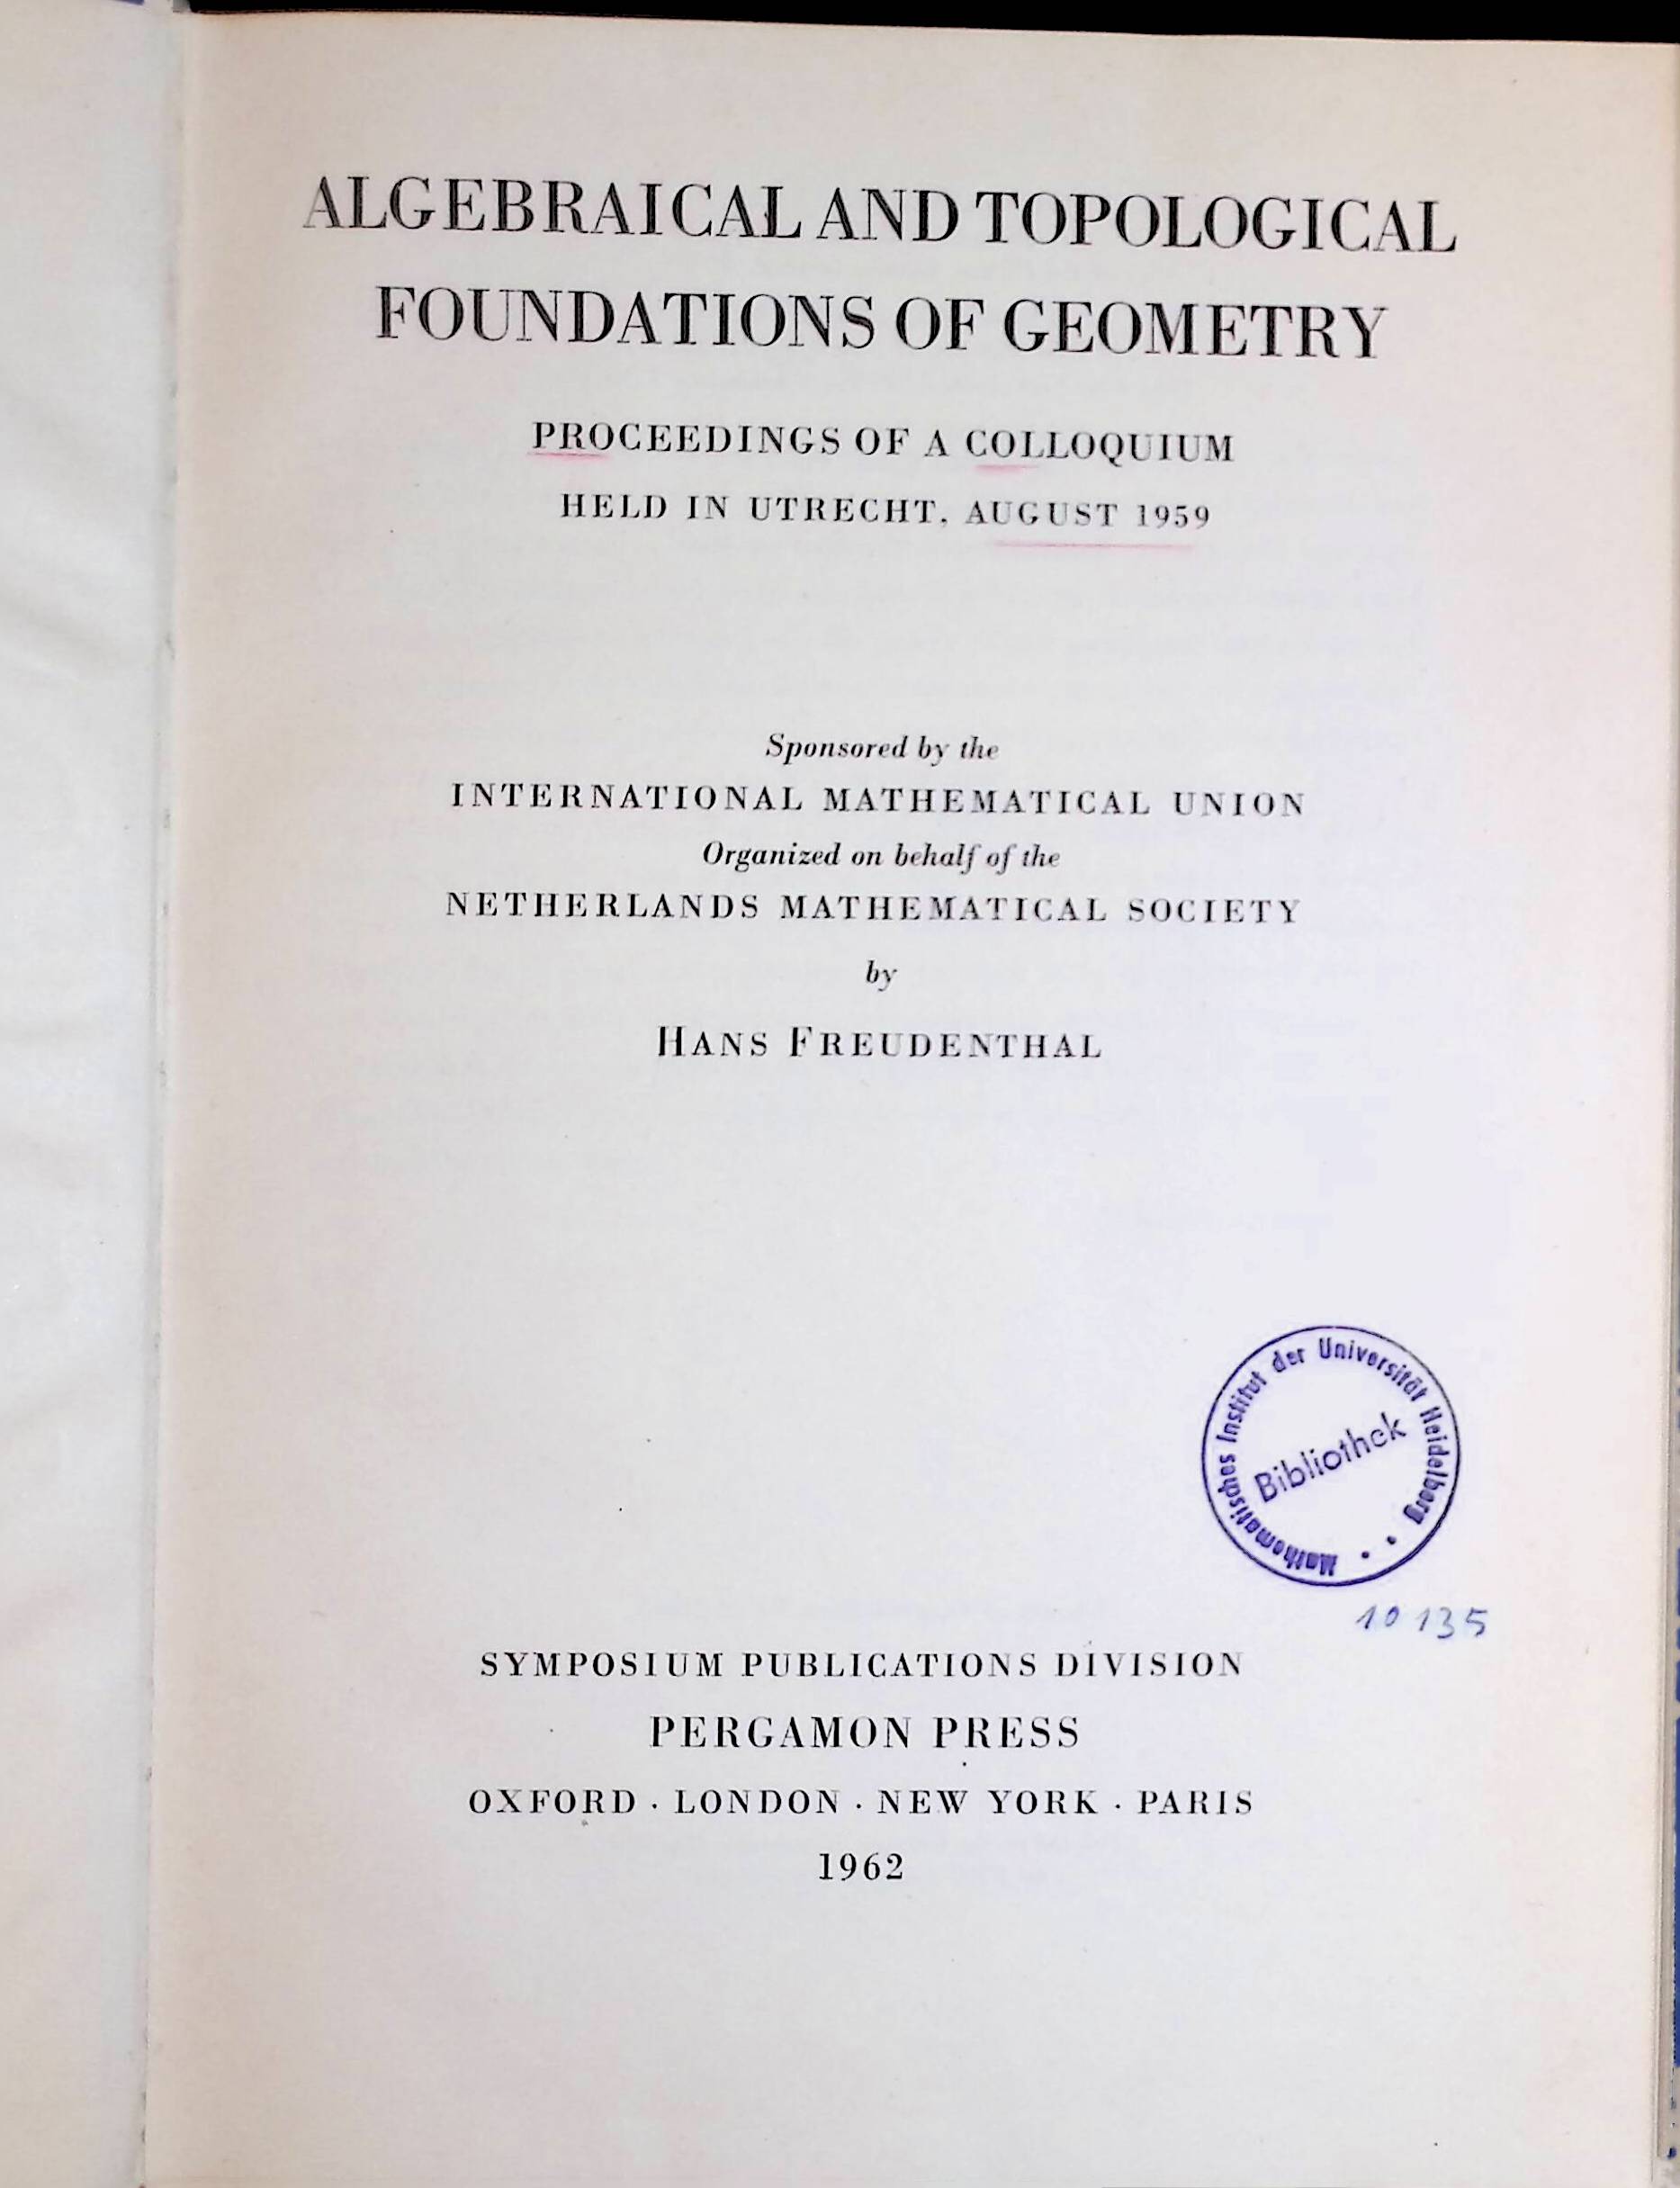 ALGEBRAICAL AND TOPOLOGICAL
FOUNDATIONS OF GEOMETRY
PROCEEDINGS OF A COLLOQUIUM
HELD IN UTRECHT, AUGUST 1959
Sponsored by the
INTERNATIONAL MATHEMATICAL UNION
Organized on behalf of the
NETHERLANDS MATHEMATICAL SOCIETY
by
HANS FREUDENTHAL
Mathematisches Institut der Universität Heidelberg
Bibliothek
10 135
SYMPOSIUM PUBLICATIONS DIVISION
PERGAMON PRESS
OXFORD · LONDON · NEW YORK · PARIS
1962